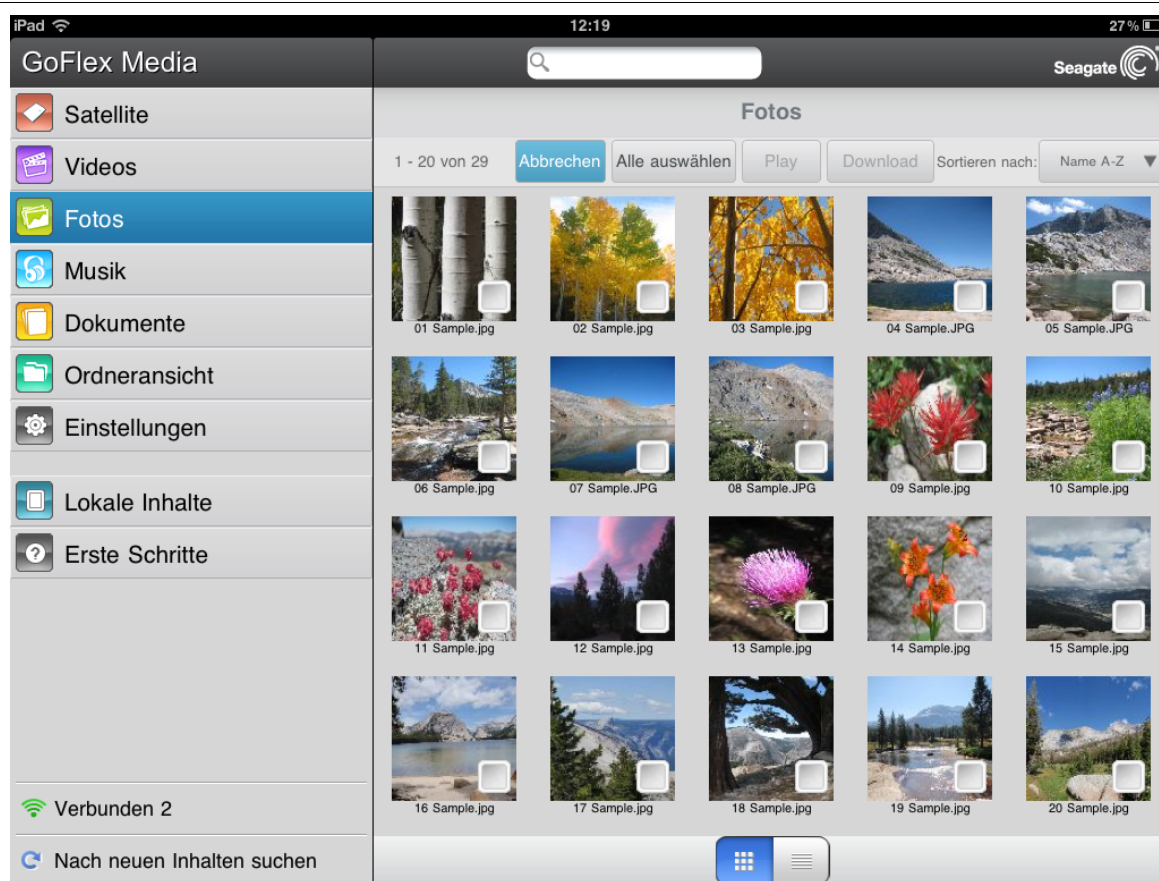 iPad 12:19 27%
GoFlex Media
Seagate
Satellite
Videos
Fotos
Musik
Dokumente
Ordneransicht
Einstellungen
Lokale Inhalte
Erste Schritte
Verbunden 2
Nach neuen Inhalten suchen
Fotos
1 - 20 von 29 Abbrechen Alle auswählen Play Download Sortieren nach: Name A-Z
01 Sample.jpg 02 Sample.jpg 03 Sample.jpg 04 Sample.JPG 05 Sample.JPG
06 Sample.jpg 07 Sample.JPG 08 Sample.JPG 09 Sample.jpg 10 Sample.jpg
11 Sample.jpg 12 Sample.jpg 13 Sample.jpg 14 Sample.jpg 15 Sample.jpg
16 Sample.jpg 17 Sample.jpg 18 Sample.jpg 19 Sample.jpg 20 Sample.jpg